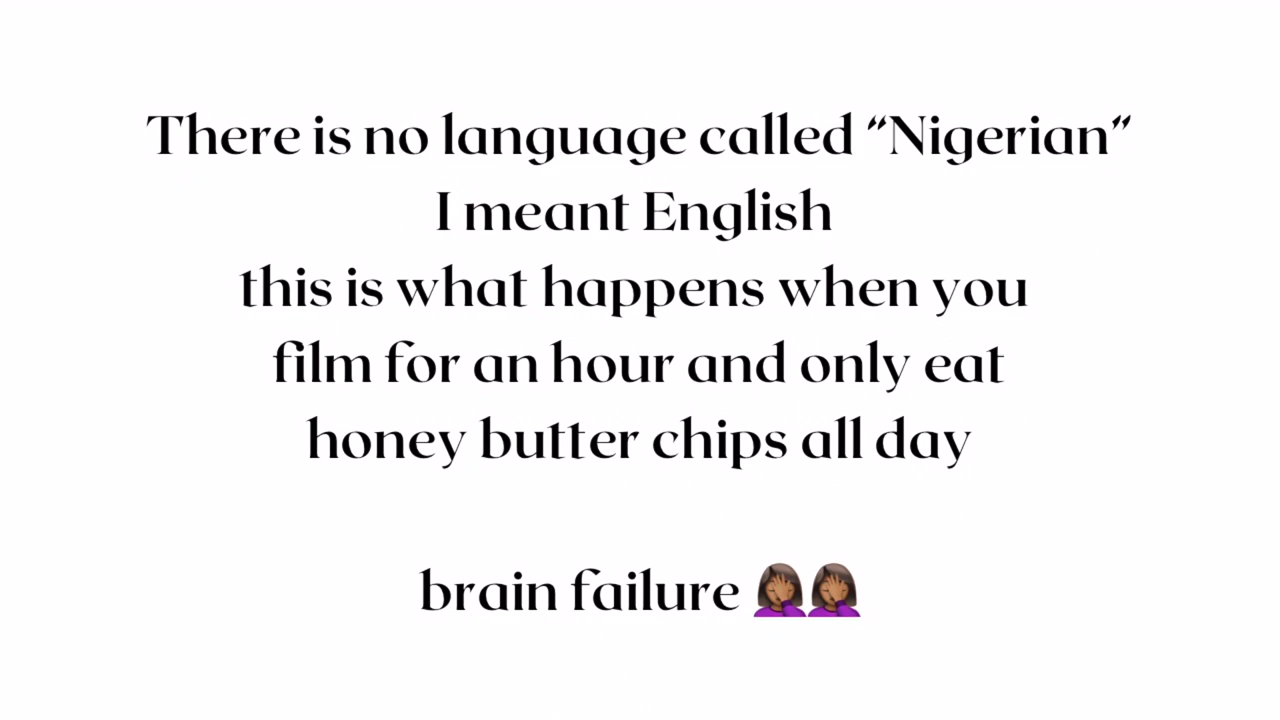 There is no language called “Nigerian”
I meant English
this is what happens when you
film for an hour and only eat
honey butter chips all day
brain failure 🤦🏾‍♀️🤦🏾‍♀️